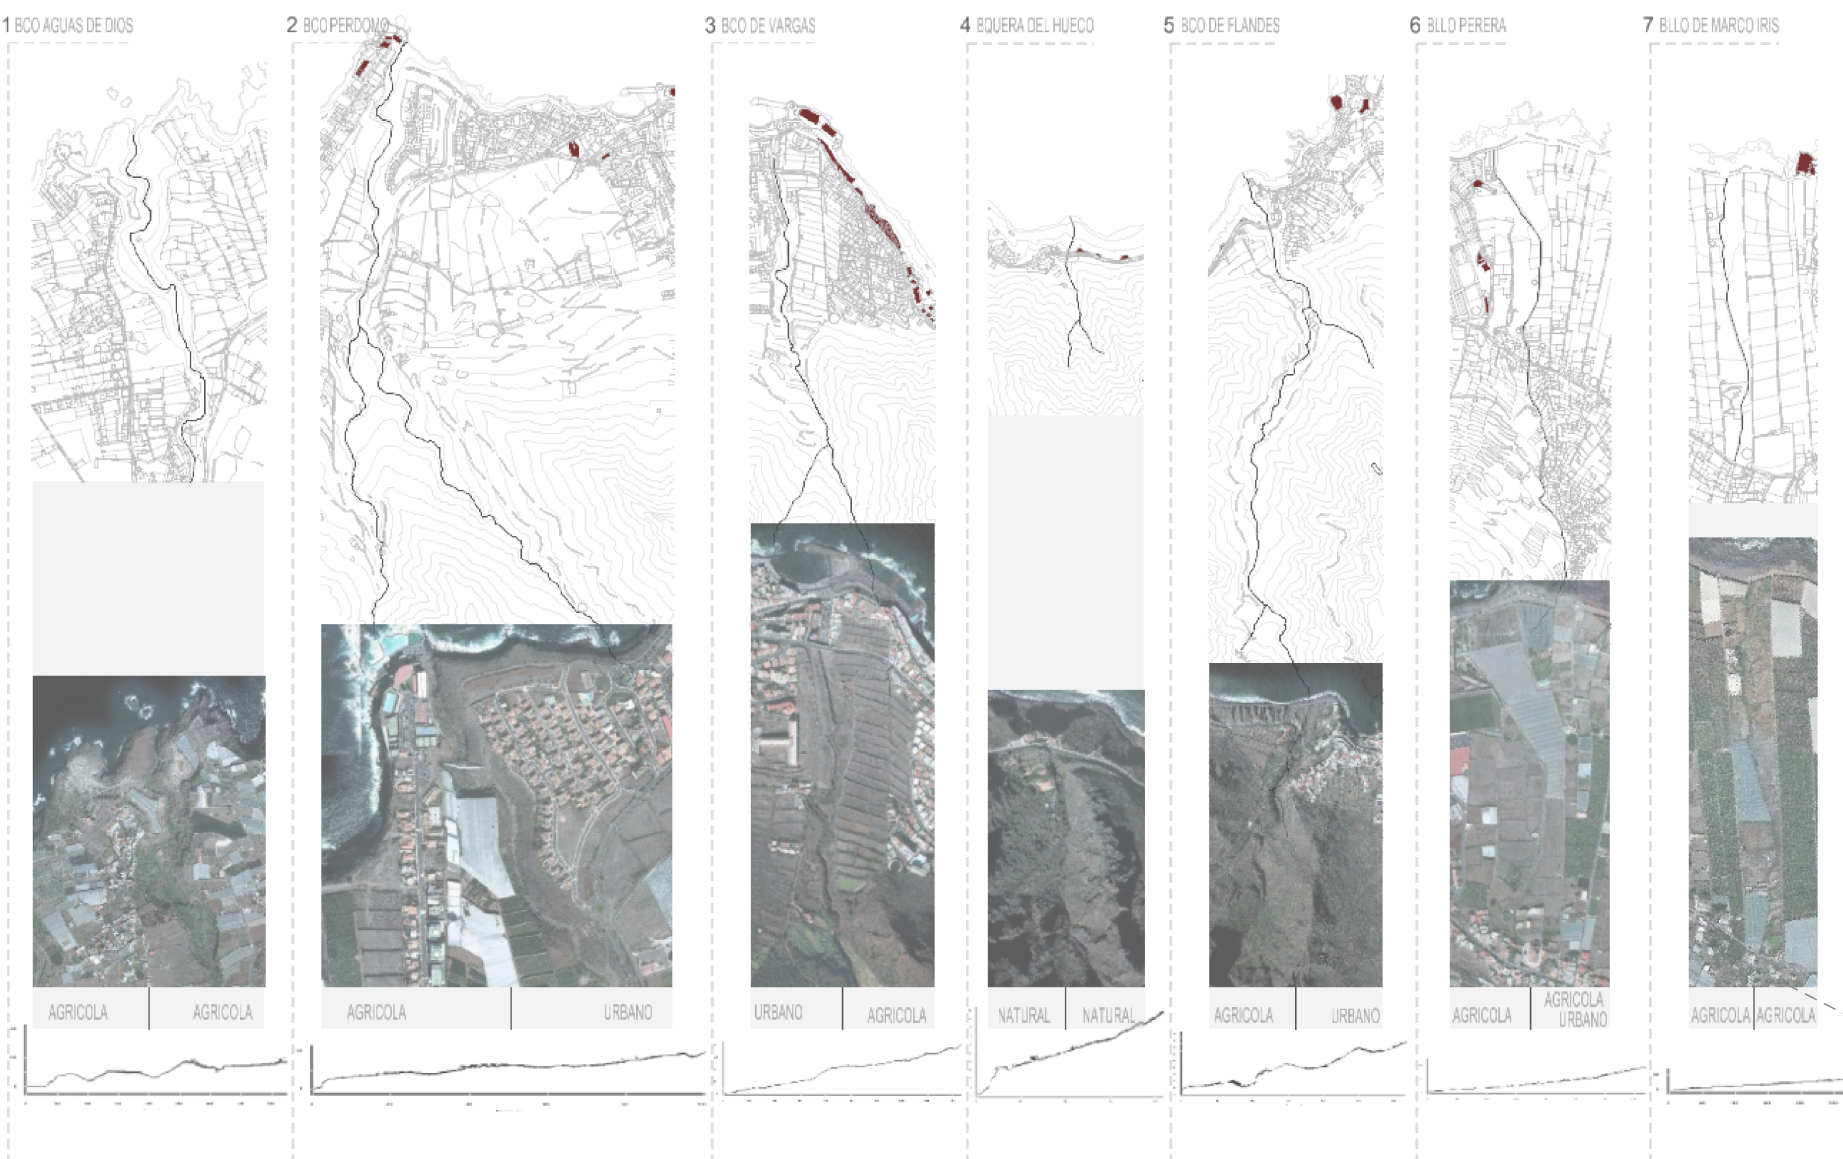 1 BCO AGUAS DE DIOS
2 BCO PERDOMO
3 BCO DE VARGAS
4 BQUERA DEL HUECO
5 BCO DE FLANDES
6 BLLO PERERA
7 BLLO DE MARCO IRIS
AGRICOLA AGRICOLA
AGRICOLA URBANO
URBANO AGRICOLA
NATURAL NATURAL
AGRICOLA URBANO
AGRICOLA AGRICOLA
URBANO
AGRICOLA AGRICOLA